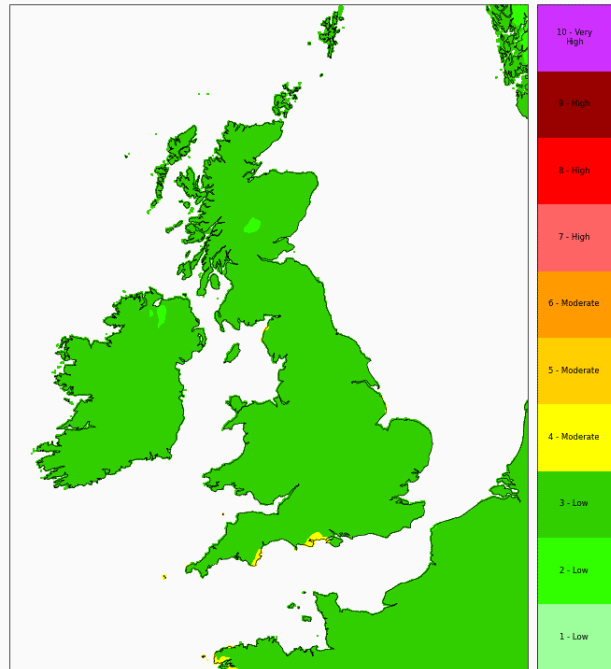 10 - Very
High
9 - High
8 - High
7 - High
6 - Moderate
5 - Moderate
4 - Moderate
3 - Low
2 - Low
1 - Low